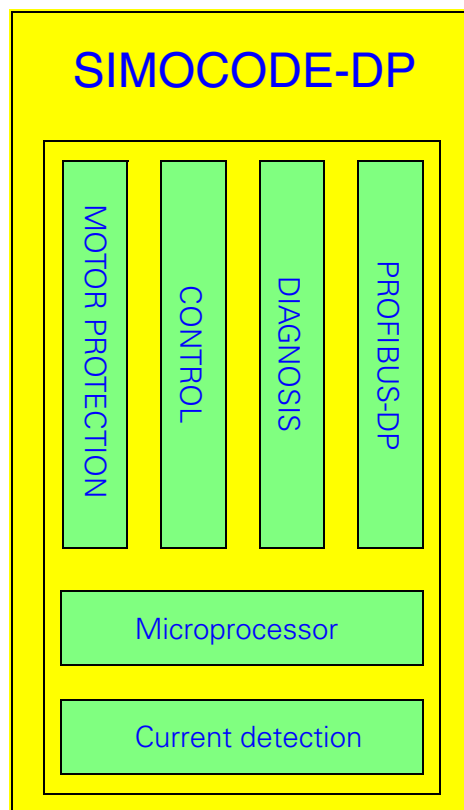 SIMOCODE-DP
MOTOR PROTECTION
CONTROL
DIAGNOSIS
PROFIBUS-DP
Microprocessor
Current detection